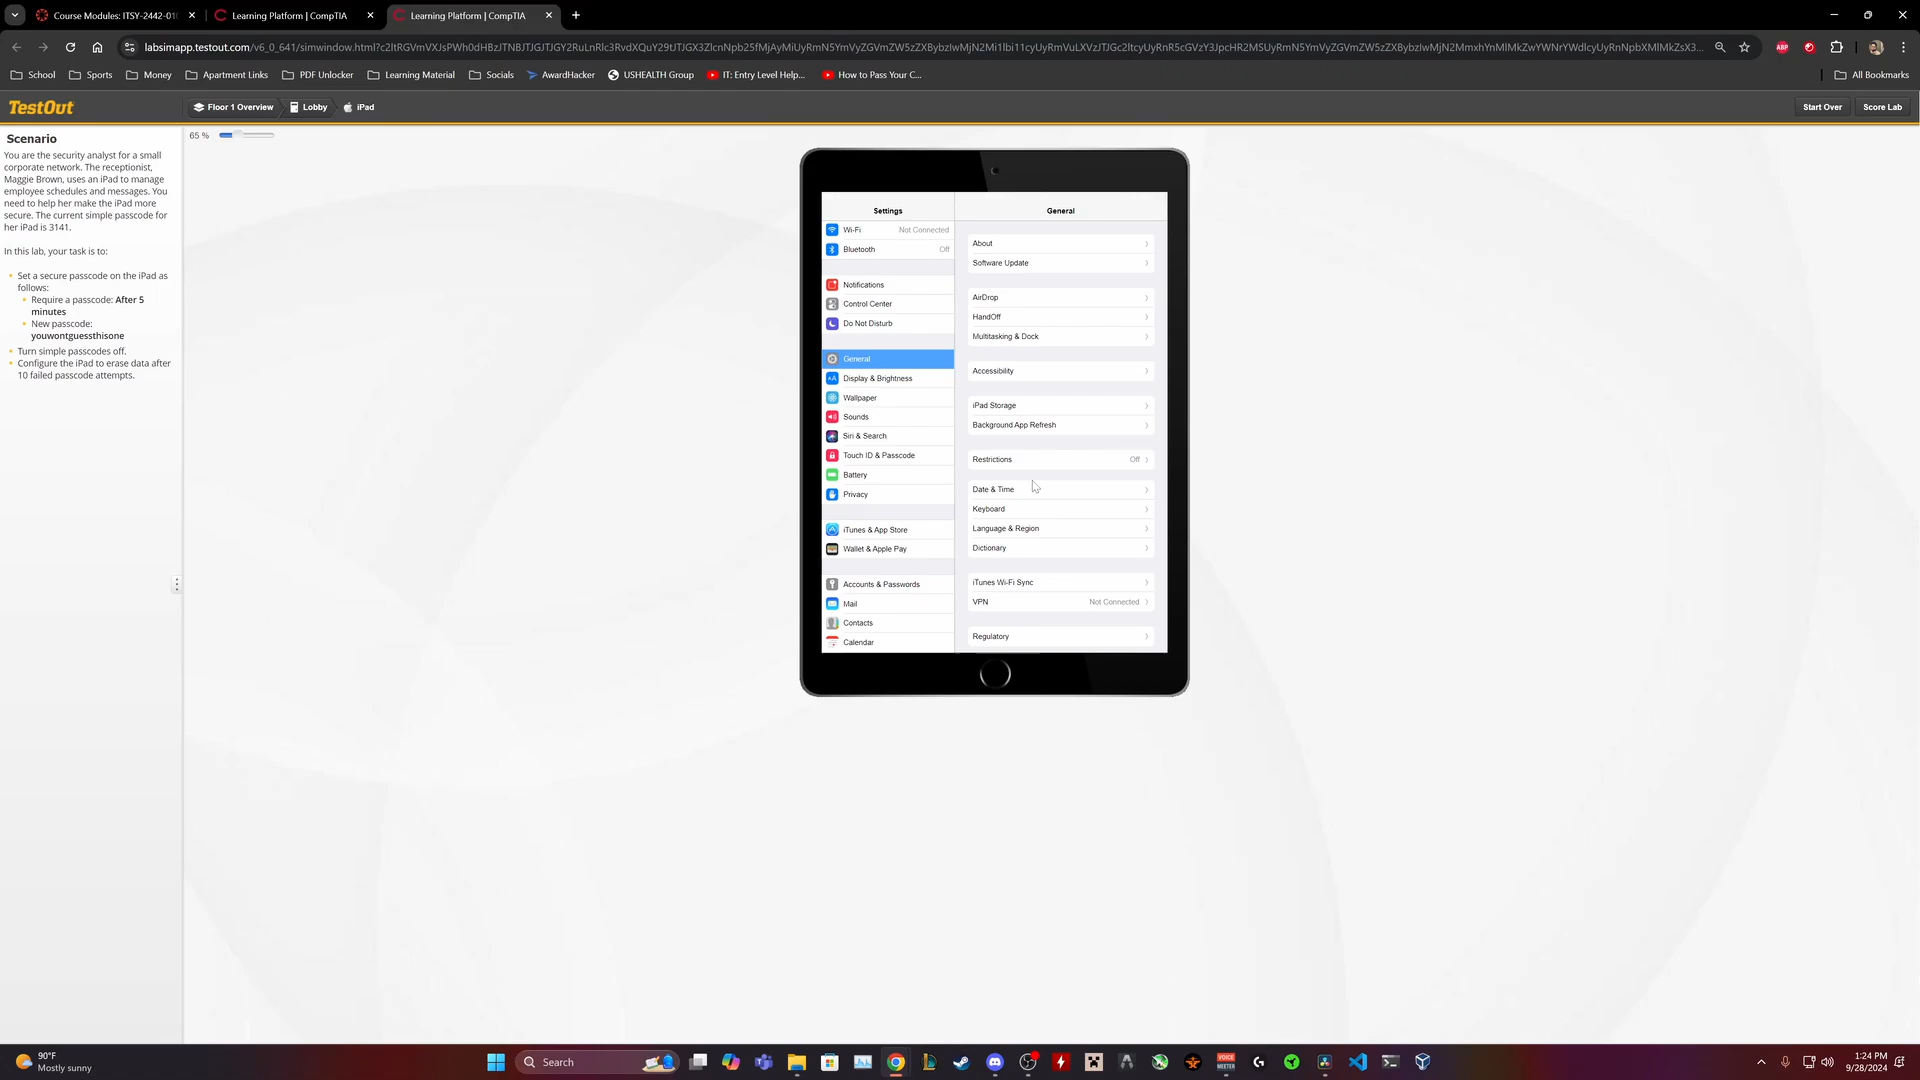 Course Modules: ITSY-2442-01
Learning Platform | CompTIA
Learning Platform | CompTIA
labsimapp.testout.com
School
Sports
Money
Apartment Links
PDF Unlocker
Learning Material
Socials
AwardHacker
USHEALTH Group
IT: Entry Level Help...
How to Pass Your C...
All Bookmarks
TestOut
Floor 1 Overview
Lobby
iPad
Start Over
Score Lab
Scenario
65 %
You are the security analyst for a small
corporate network. The receptionist,
Maggie Brown, uses an iPad to manage
employee schedules and messages. You
need to help her make the iPad more
secure. The current simple passcode for
her iPad is 3141.
In this lab, your task is to:
Set a secure passcode on the iPad as
follows:
Require a passcode: After 5
minutes
New passcode:
youwontguessthisone
Turn simple passcodes off.
Configure the iPad to erase data after
10 failed passcode attempts.
Settings
Wi-Fi Not Connected
Bluetooth Off
Notifications
Control Center
Do Not Disturb
General
Display & Brightness
Wallpaper
Sounds
Siri & Search
Touch ID & Passcode
Battery
Privacy
iTunes & App Store
Wallet & Apple Pay
Accounts & Passwords
Mail
Contacts
Calendar
General
About
Software Update
AirDrop
HandOff
Multitasking & Dock
Accessibility
iPad Storage
Background App Refresh
Restrictions Off
Date & Time
Keyboard
Language & Region
Dictionary
iTunes Wi-Fi Sync
VPN Not Connected
Regulatory
90°F
Mostly sunny
Search
1:24 PM
9/28/2024